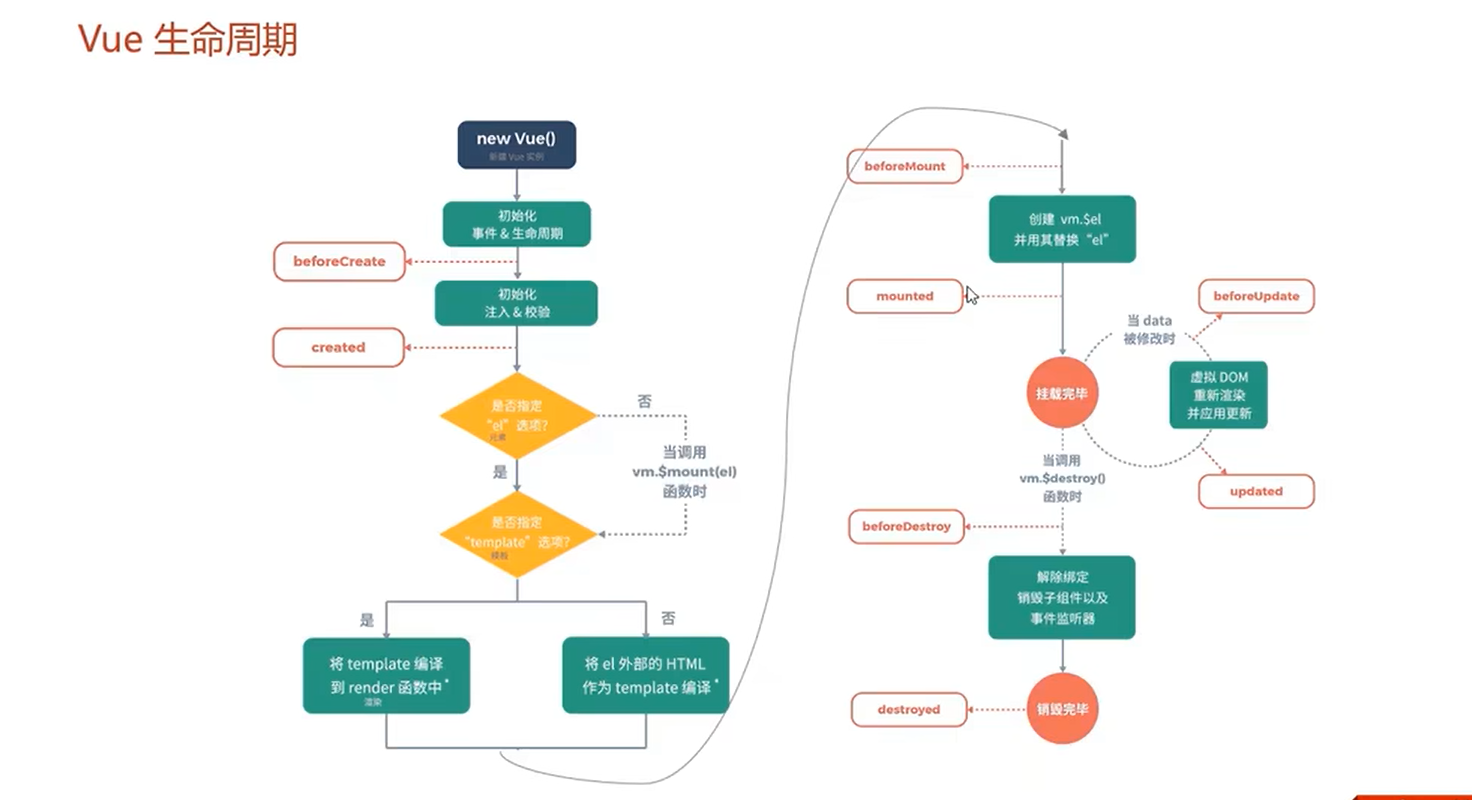 Vue 生命周期
new Vue()
新建 Vue 实例
初始化
事件 & 生命周期
beforeCreate
初始化
注入 & 校验
created
是否指定
“el”选项?
元素
否
当调用
vm.$mount(el)
函数时
是
是否指定
“template”选项?
模板
是
否
将 template 编译
到 render 函数中*
渲染
将 el 外部的 HTML
作为 template 编译*
beforeMount
创建 vm.$el
并用其替换“el”
mounted
beforeUpdate
当 data
被修改时
挂载完毕
虚拟 DOM
重新渲染
并应用更新
当调用
vm.$destroy()
函数时
updated
beforeDestroy
解除绑定
销毁子组件以及
事件监听器
destroyed
销毁完毕